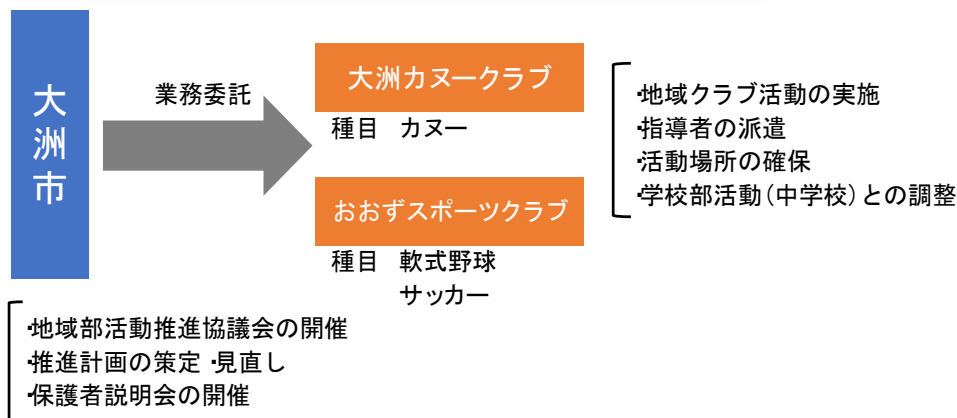 大洲市
業務委託
大洲カヌークラブ
種目 カヌー
おおずスポーツクラブ
種目 軟式野球
サッカー
・地域クラブ活動の実施
・指導者の派遣
・活動場所の確保
・学校部活動(中学校)との調整
・地域部活動推進協議会の開催
・推進計画の策定・見直し
・保護者説明会の開催